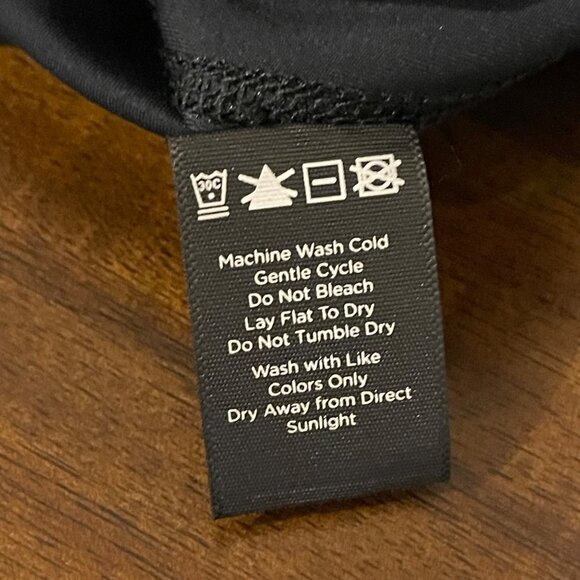 30C
Machine Wash Cold
Gentle Cycle
Do Not Bleach
Lay Flat To Dry
Do Not Tumble Dry
Wash with Like
Colors Only
Dry Away from Direct
Sunlight